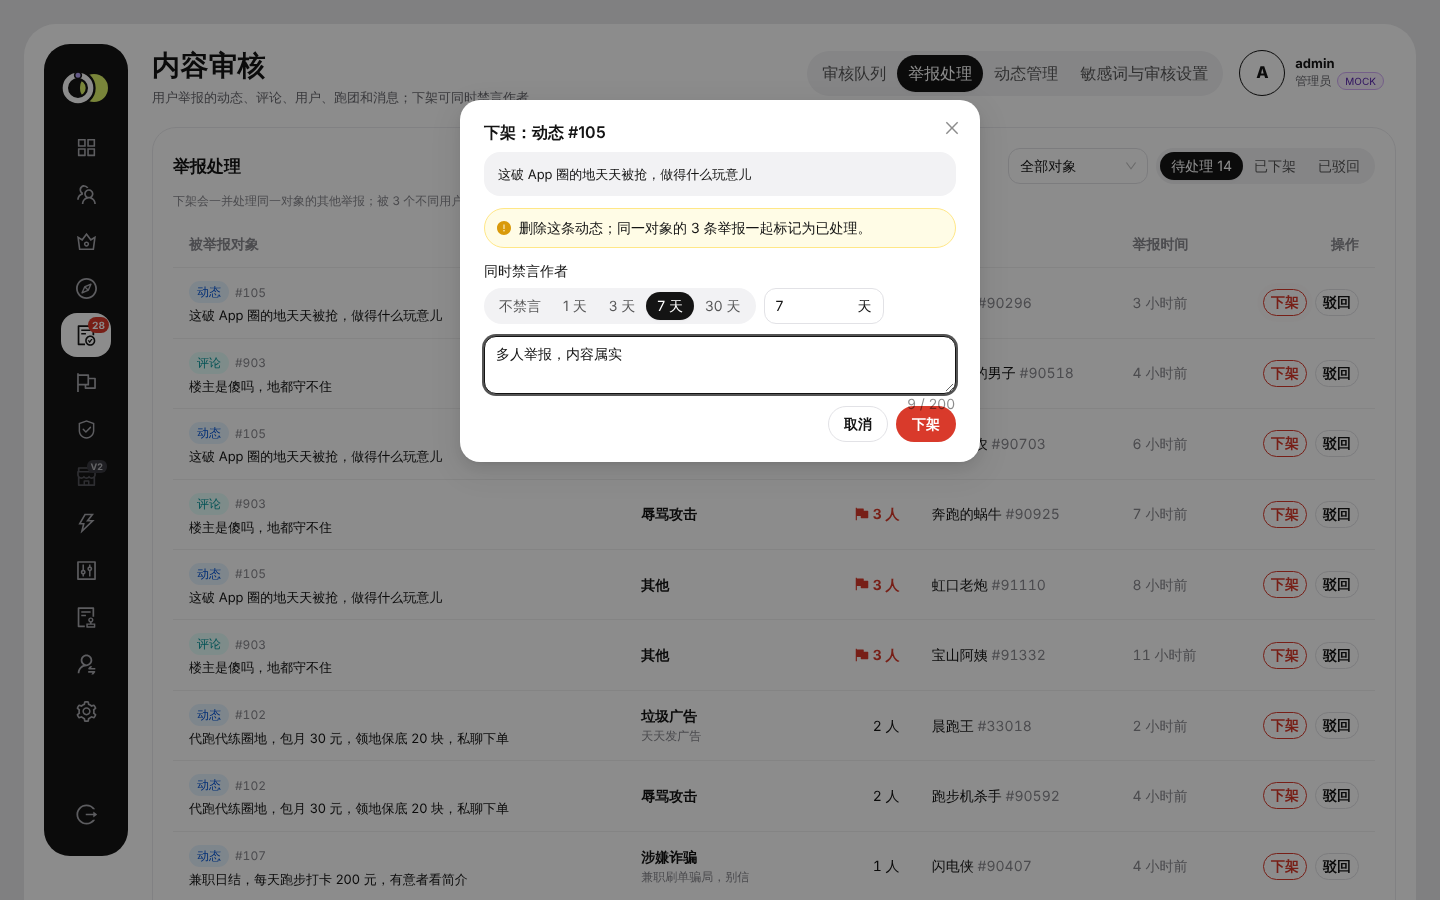 内容审核
用户举报的动态、评论、用户、跑团和消息；下架可同时禁言作者
审核队列 举报处理 动态管理 敏感词与审核设置
A
admin
管理员 MOCK
28
V2
举报处理
全部对象
待处理 14 已下架 已驳回
下架会一并处理同一对象的其他举报；被 3 个不同用户
被举报对象 举报时间 操作
动态 #105
这破 App 圈的地天天被抢，做得什么玩意儿
#90296 3 小时前 下架 驳回
评论 #903
楼主是傻吗，地都守不住
的男子 #90518 4 小时前 下架 驳回
动态 #105
这破 App 圈的地天天被抢，做得什么玩意儿
#90703 6 小时前 下架 驳回
评论 #903
楼主是傻吗，地都守不住
辱骂攻击 3 人 奔跑的蜗牛 #90925 7 小时前 下架 驳回
动态 #105
这破 App 圈的地天天被抢，做得什么玩意儿
其他 3 人 虹口老炮 #91110 8 小时前 下架 驳回
评论 #903
楼主是傻吗，地都守不住
其他 3 人 宝山阿姨 #91332 11 小时前 下架 驳回
动态 #102
代跑代练圈地，包月 30 元，领地保底 20 块，私聊下单
垃圾广告
天天发广告
2 人 晨跑王 #33018 2 小时前 下架 驳回
动态 #102
代跑代练圈地，包月 30 元，领地保底 20 块，私聊下单
辱骂攻击 2 人 跑步机杀手 #90592 4 小时前 下架 驳回
动态 #107
兼职日结，每天跑步打卡 200 元，有意者看简介
涉嫌诈骗
兼职刷单骗局，别信
1 人 闪电侠 #90407 4 小时前 下架 驳回
下架：动态 #105
这破 App 圈的地天天被抢，做得什么玩意儿
删除这条动态；同一对象的 3 条举报一起标记为已处理。
同时禁言作者
不禁言 1 天 3 天 7 天 30 天 7 天
多人举报，内容属实
9 / 200
取消 下架